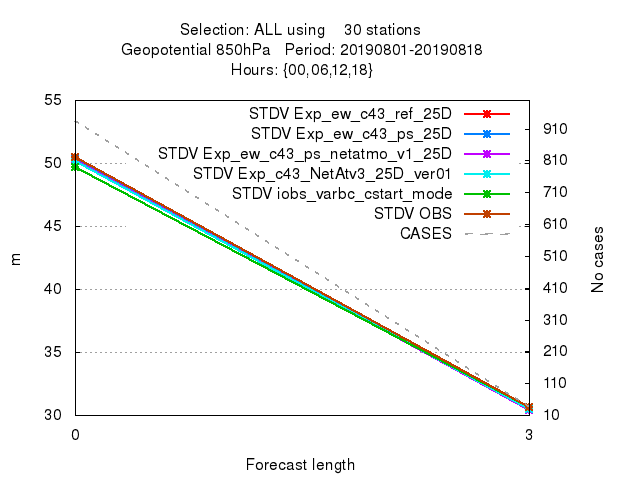 Selection: ALL using    30 stations
Geopotential 850hPa   Period: 20190801-20190818
Hours: {00,06,12,18}
STDV Exp_ew_c43_ref_25D
STDV Exp_ew_c43_ps_25D
STDV Exp_ew_c43_ps_netatmo_v1_25D
STDV Exp_c43_NetAtv3_25D_ver01
STDV iobs_varbc_cstart_mode
STDV OBS
CASES
55
50
45
40
35
30
m
910
810
710
610
510
410
310
210
110
10
No cases
0
3
Forecast length